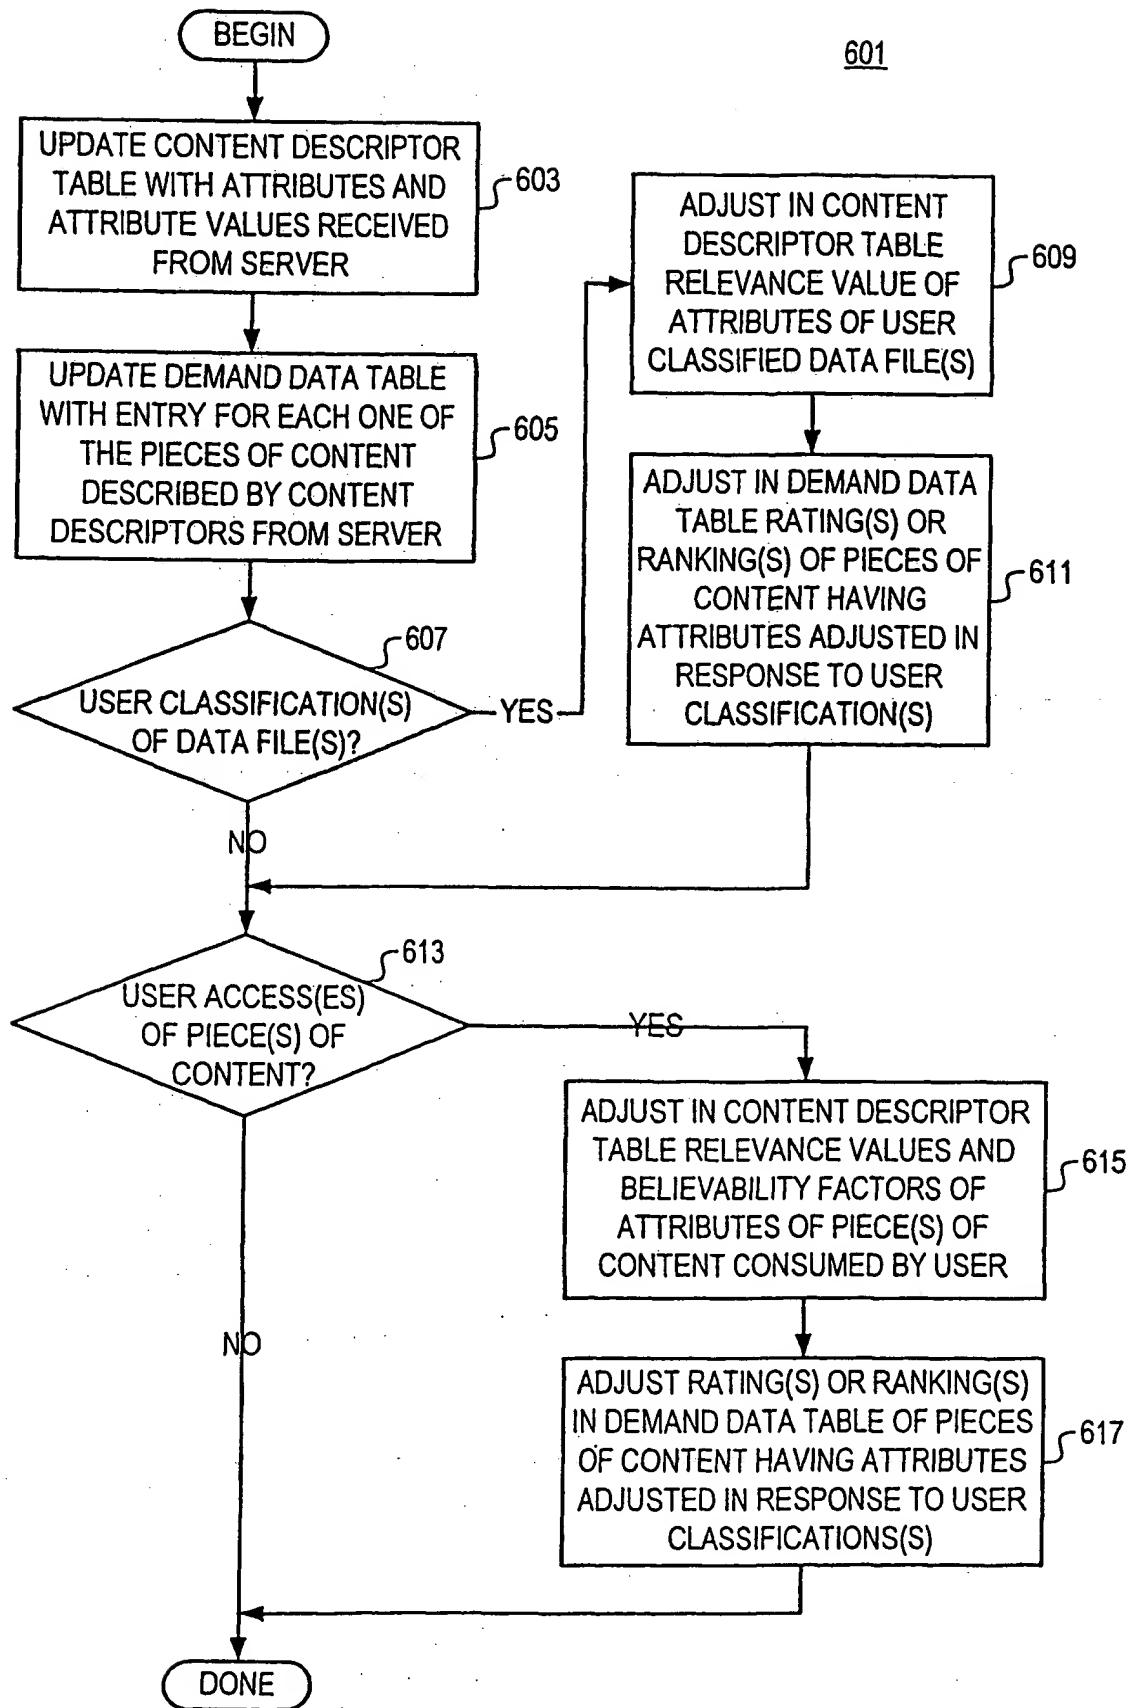 BEGIN
601
UPDATE CONTENT DESCRIPTOR
TABLE WITH ATTRIBUTES AND
ATTRIBUTE VALUES RECEIVED
FROM SERVER
603
UPDATE DEMAND DATA TABLE
WITH ENTRY FOR EACH ONE OF
THE PIECES OF CONTENT
DESCRIBED BY CONTENT
DESCRIPTORS FROM SERVER
605
607
USER CLASSIFICATION(S)
OF DATA FILE(S)?
YES
NO
ADJUST IN CONTENT
DESCRIPTOR TABLE
RELEVANCE VALUE OF
ATTRIBUTES OF USER
CLASSIFIED DATA FILE(S)
609
ADJUST IN DEMAND DATA
TABLE RATING(S) OR
RANKING(S) OF PIECES OF
CONTENT HAVING
ATTRIBUTES ADJUSTED IN
RESPONSE TO USER
CLASSIFICATION(S)
611
613
USER ACCESS(ES)
OF PIECE(S) OF
CONTENT?
YES
NO
ADJUST IN CONTENT DESCRIPTOR
TABLE RELEVANCE VALUES AND
BELIEVABILITY FACTORS OF
ATTRIBUTES OF PIECE(S) OF
CONTENT CONSUMED BY USER
615
ADJUST RATING(S) OR RANKING(S)
IN DEMAND DATA TABLE OF PIECES
OF CONTENT HAVING ATTRIBUTES
ADJUSTED IN RESPONSE TO USER
CLASSIFICATIONS(S)
617
DONE